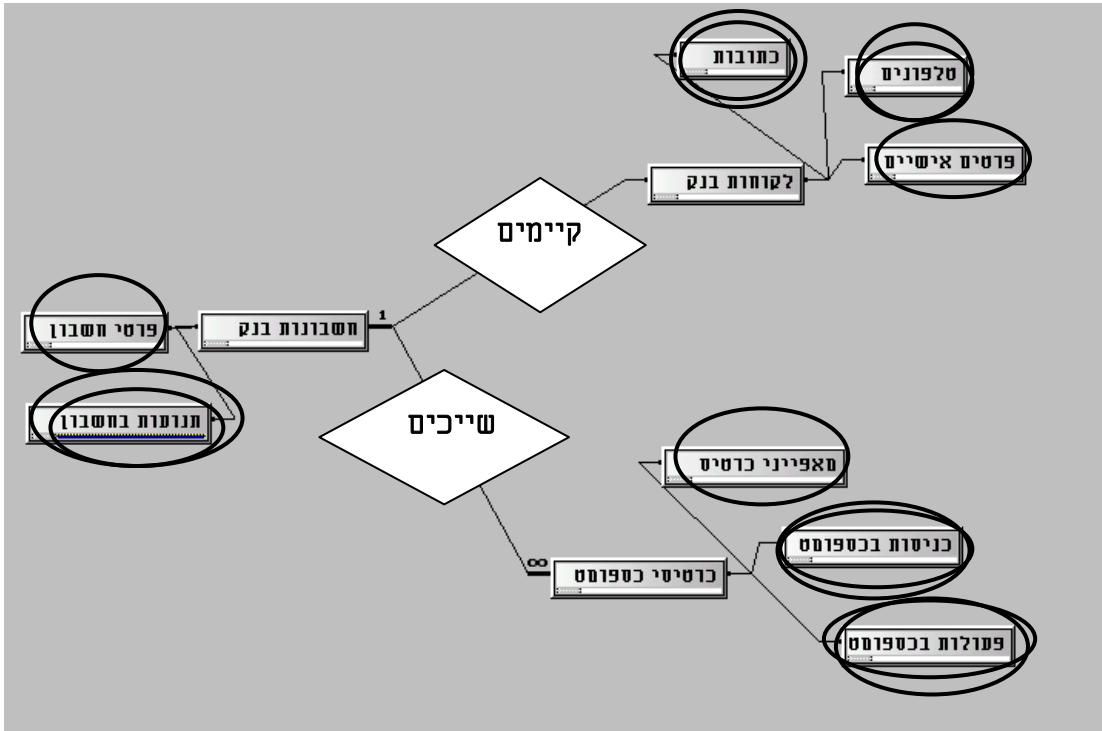 כתובות
טלפונים
פרטים אישיים
לקוחות בנק
קיימים
1
חשבונות בנק
פרטי חשבון
תנועות בחשבון
שייכים
מאפייני כרטיס
כניסות בכספומט
∞
כרטיסי כספומט
פעולות בכספומט